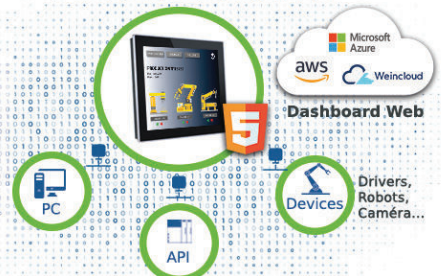 Microsoft
Azure
aws
Weincloud
Dashboard Web
5
PC
API
Devices
Drivers,
Robots,
Caméra...